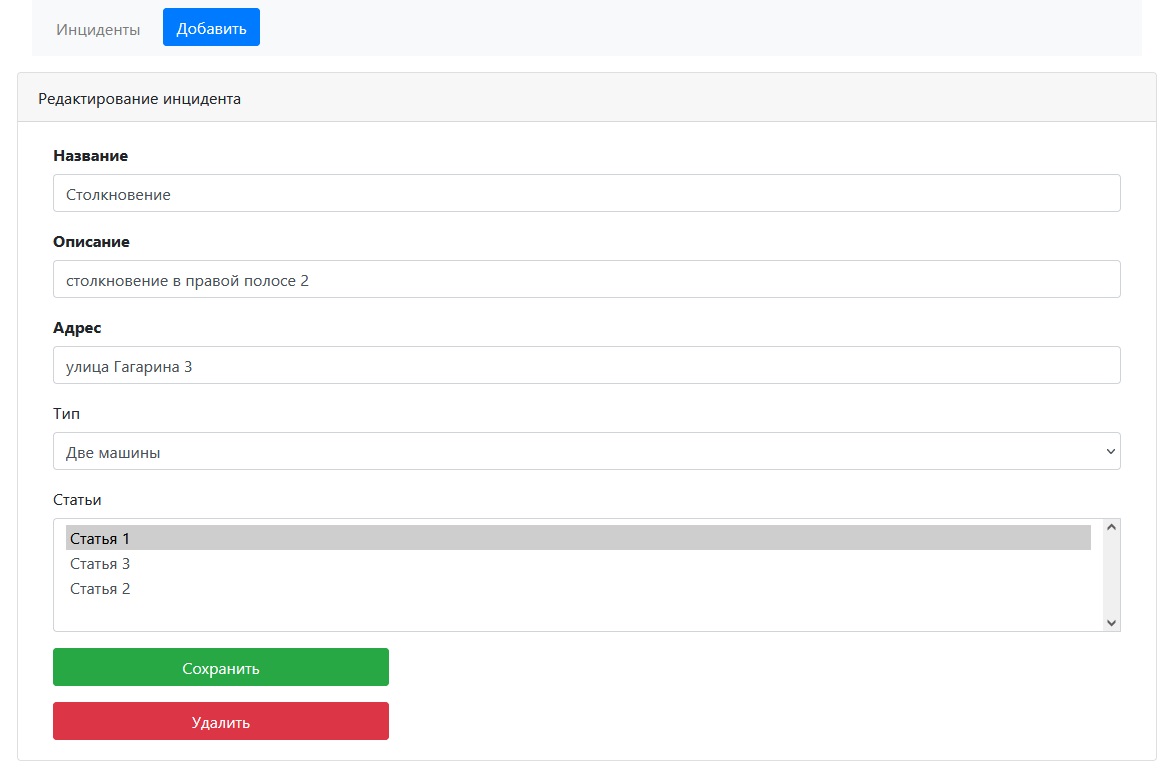 Инциденты Добавить
Редактирование инцидента
Название
Столкновение
Описание
столкновение в правой полосе 2
Адрес
улица Гагарина 3
Тип
Две машины
Статьи
Статья 1
Статья 3
Статья 2
Сохранить
Удалить